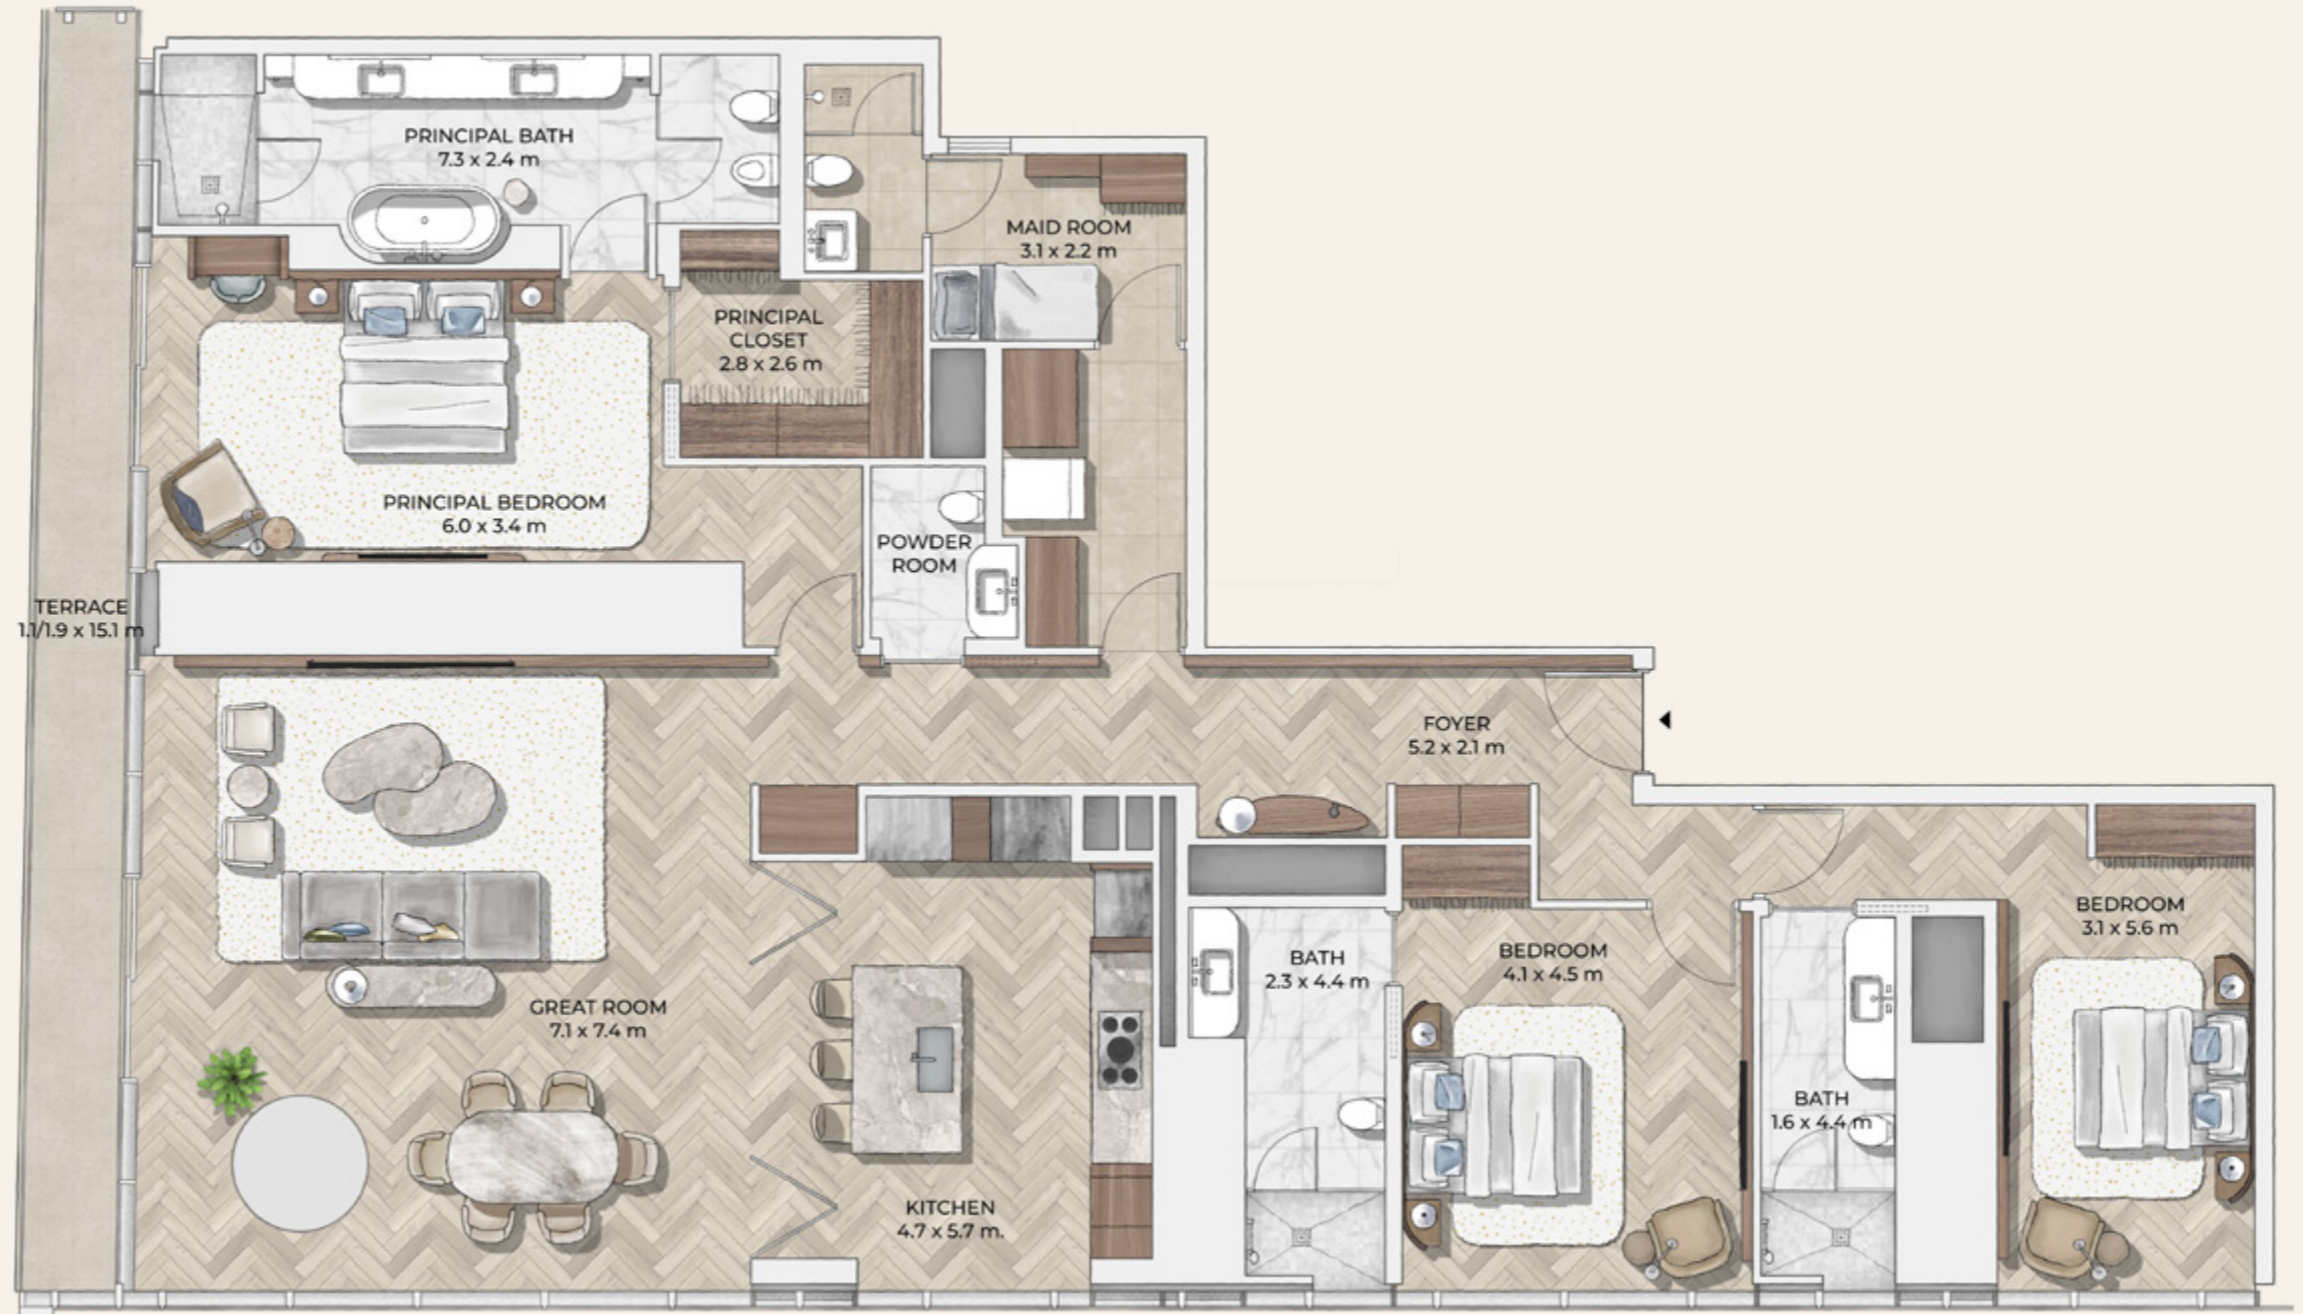 PRINCIPAL BATH
7.3 x 2.4 m
MAID ROOM
3.1 x 2.2 m
PRINCIPAL
CLOSET
2.8 x 2.6 m
PRINCIPAL BEDROOM
6.0 x 3.4 m
POWDER
ROOM
TERRACE
1.1/1.9 x 15.1 m
FOYER
5.2 x 2.1 m
BEDROOM
3.1 x 5.6 m
BATH
2.3 x 4.4 m
BEDROOM
4.1 x 4.5 m
GREAT ROOM
7.1 x 7.4 m
BATH
1.6 x 4.4 m
KITCHEN
4.7 x 5.7 m.